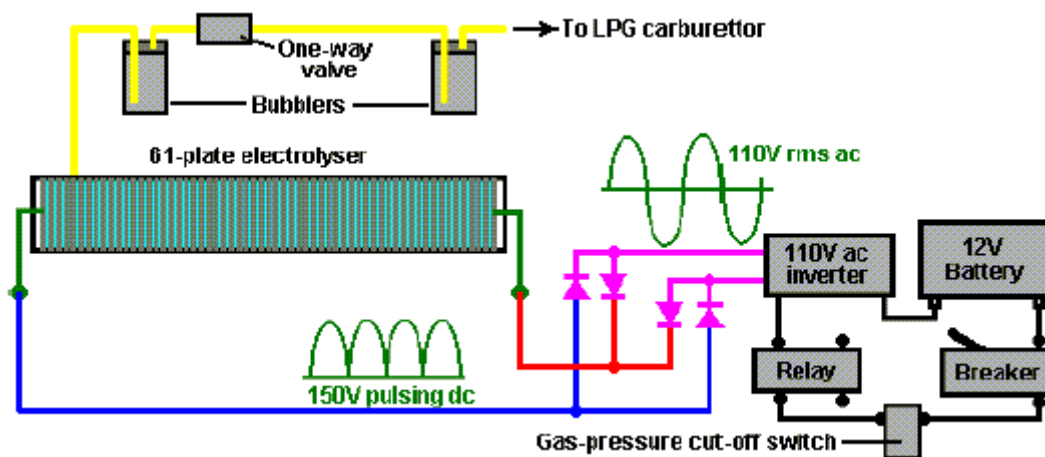 To LPG carburettor
One-way
valve
Bubblers
61-plate electrolyser
110V rms ac
110V ac
inverter
12V
Battery
150V pulsing dc
Relay
Breaker
Gas-pressure cut-off switch